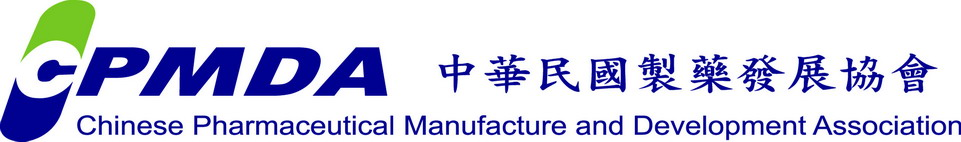 CPMDA 中華民國製藥發展協會
Chinese Pharmaceutical Manufacture and Development Association